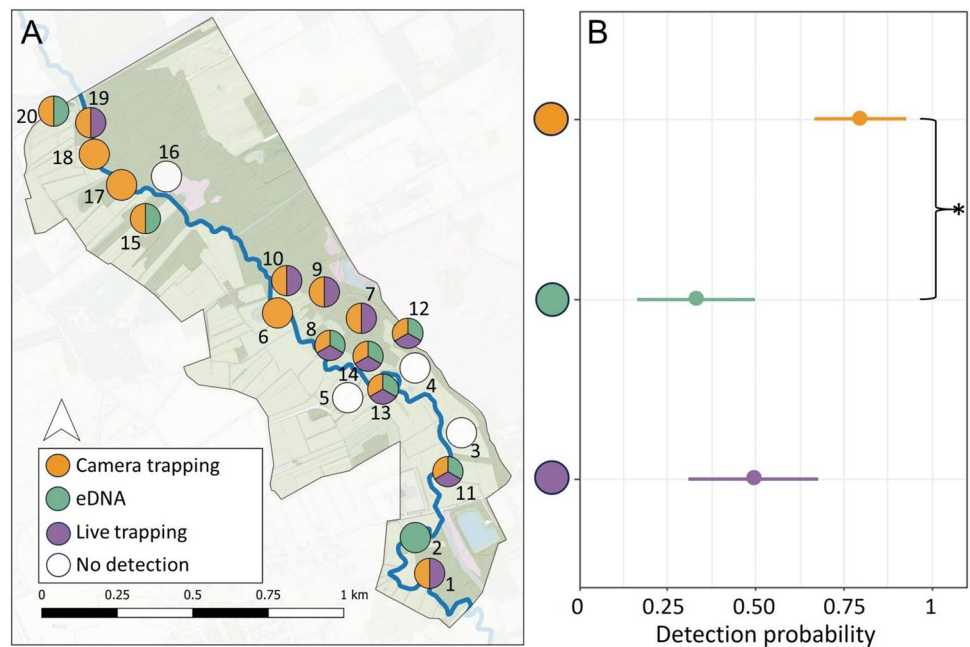 A
B
19
20
16
18
17
15
10
9
7
12
8
6
14
4
5
13
3
11
2
1
Camera trapping
eDNA
Live trapping
No detection
0 0.25 0.50 0.75 1 km
*
0 0.25 0.50 0.75 1
Detection probability